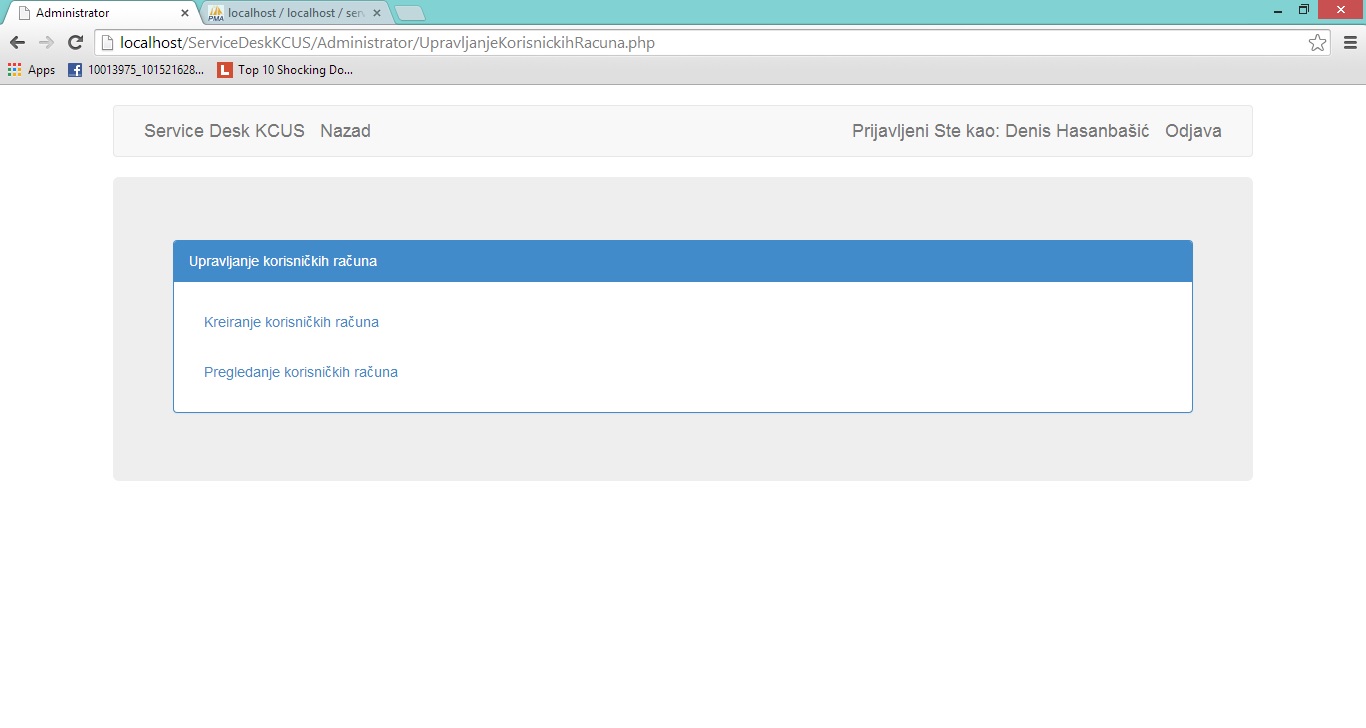 Administrator
localhost / localhost / ser
localhost/ServiceDeskKCUS/Administrator/UpravljanjeKorisnickihRacuna.php
Apps 10013975_101521628... Top 10 Shocking Do...
Service Desk KCUS Nazad Prijavljeni Ste kao: Denis Hasanbašić Odjava
Upravljanje korisničkih računa
Kreiranje korisničkih računa
Pregledanje korisničkih računa